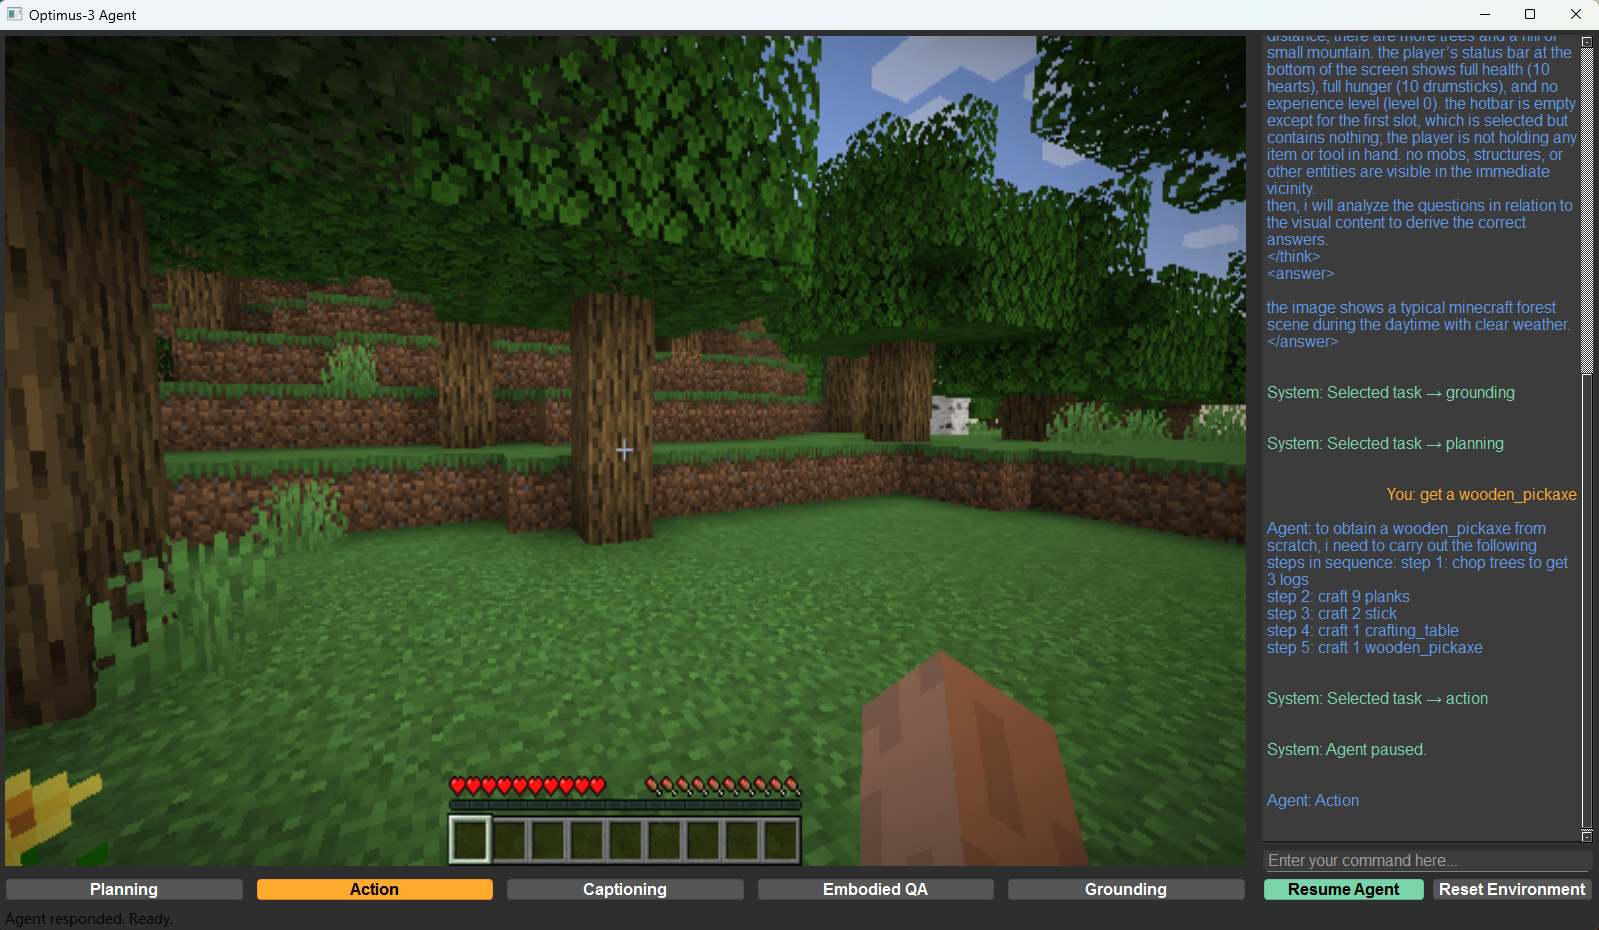 Optimus-3 Agent
distance, there are more trees and a hill or
small mountain. the player's status bar at the
bottom of the screen shows full health (10
hearts), full hunger (10 drumsticks), and no
experience level (level 0). the hotbar is empty
except for the first slot, which is selected but
contains nothing; the player is not holding any
item or tool in hand. no mobs, structures, or
other entities are visible in the immediate
vicinity.
then, i will analyze the questions in relation to
the visual content to derive the correct
answers.
</think>
<answer>
the image shows a typical minecraft forest
scene during the daytime with clear weather.
</answer>
System: Selected task → grounding
System: Selected task → planning
You: get a wooden_pickaxe
Agent: to obtain a wooden_pickaxe from
scratch, i need to carry out the following
steps in sequence: step 1: chop trees to get
3 logs
step 2: craft 9 planks
step 3: craft 2 stick
step 4: craft 1 crafting_table
step 5: craft 1 wooden_pickaxe
System: Selected task → action
System: Agent paused.
Agent: Action
Enter your command here...
Planning
Action
Captioning
Embodied QA
Grounding
Resume Agent
Reset Environment
Agent responded. Ready.